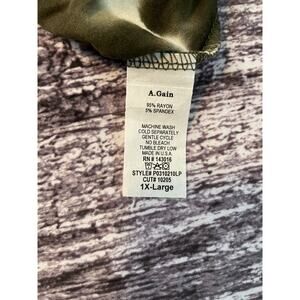 A.Gain
95% RAYON
5% SPANDEX
MACHINE WASH
COLD SEPARATELY
GENTLE CYCLE
NO BLEACH
TUMBLE DRY LOW
MADE IN U.S.A.
RN # 143016
STYLE# P0310210LP
CUT# 10205
1X-Large